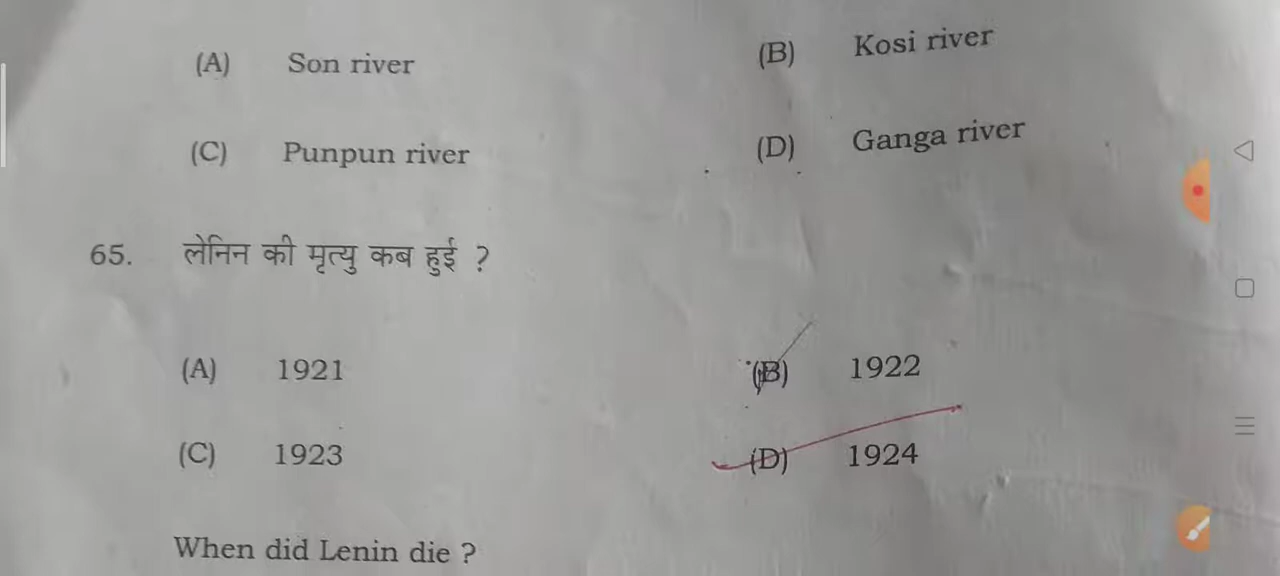 (A) Son river (B) Kosi river
(C) Punpun river (D) Ganga river
65. लेनिन की मृत्यु कब हुई ?
(A) 1921 (B) 1922
(C) 1923 (D) 1924
When did Lenin die ?